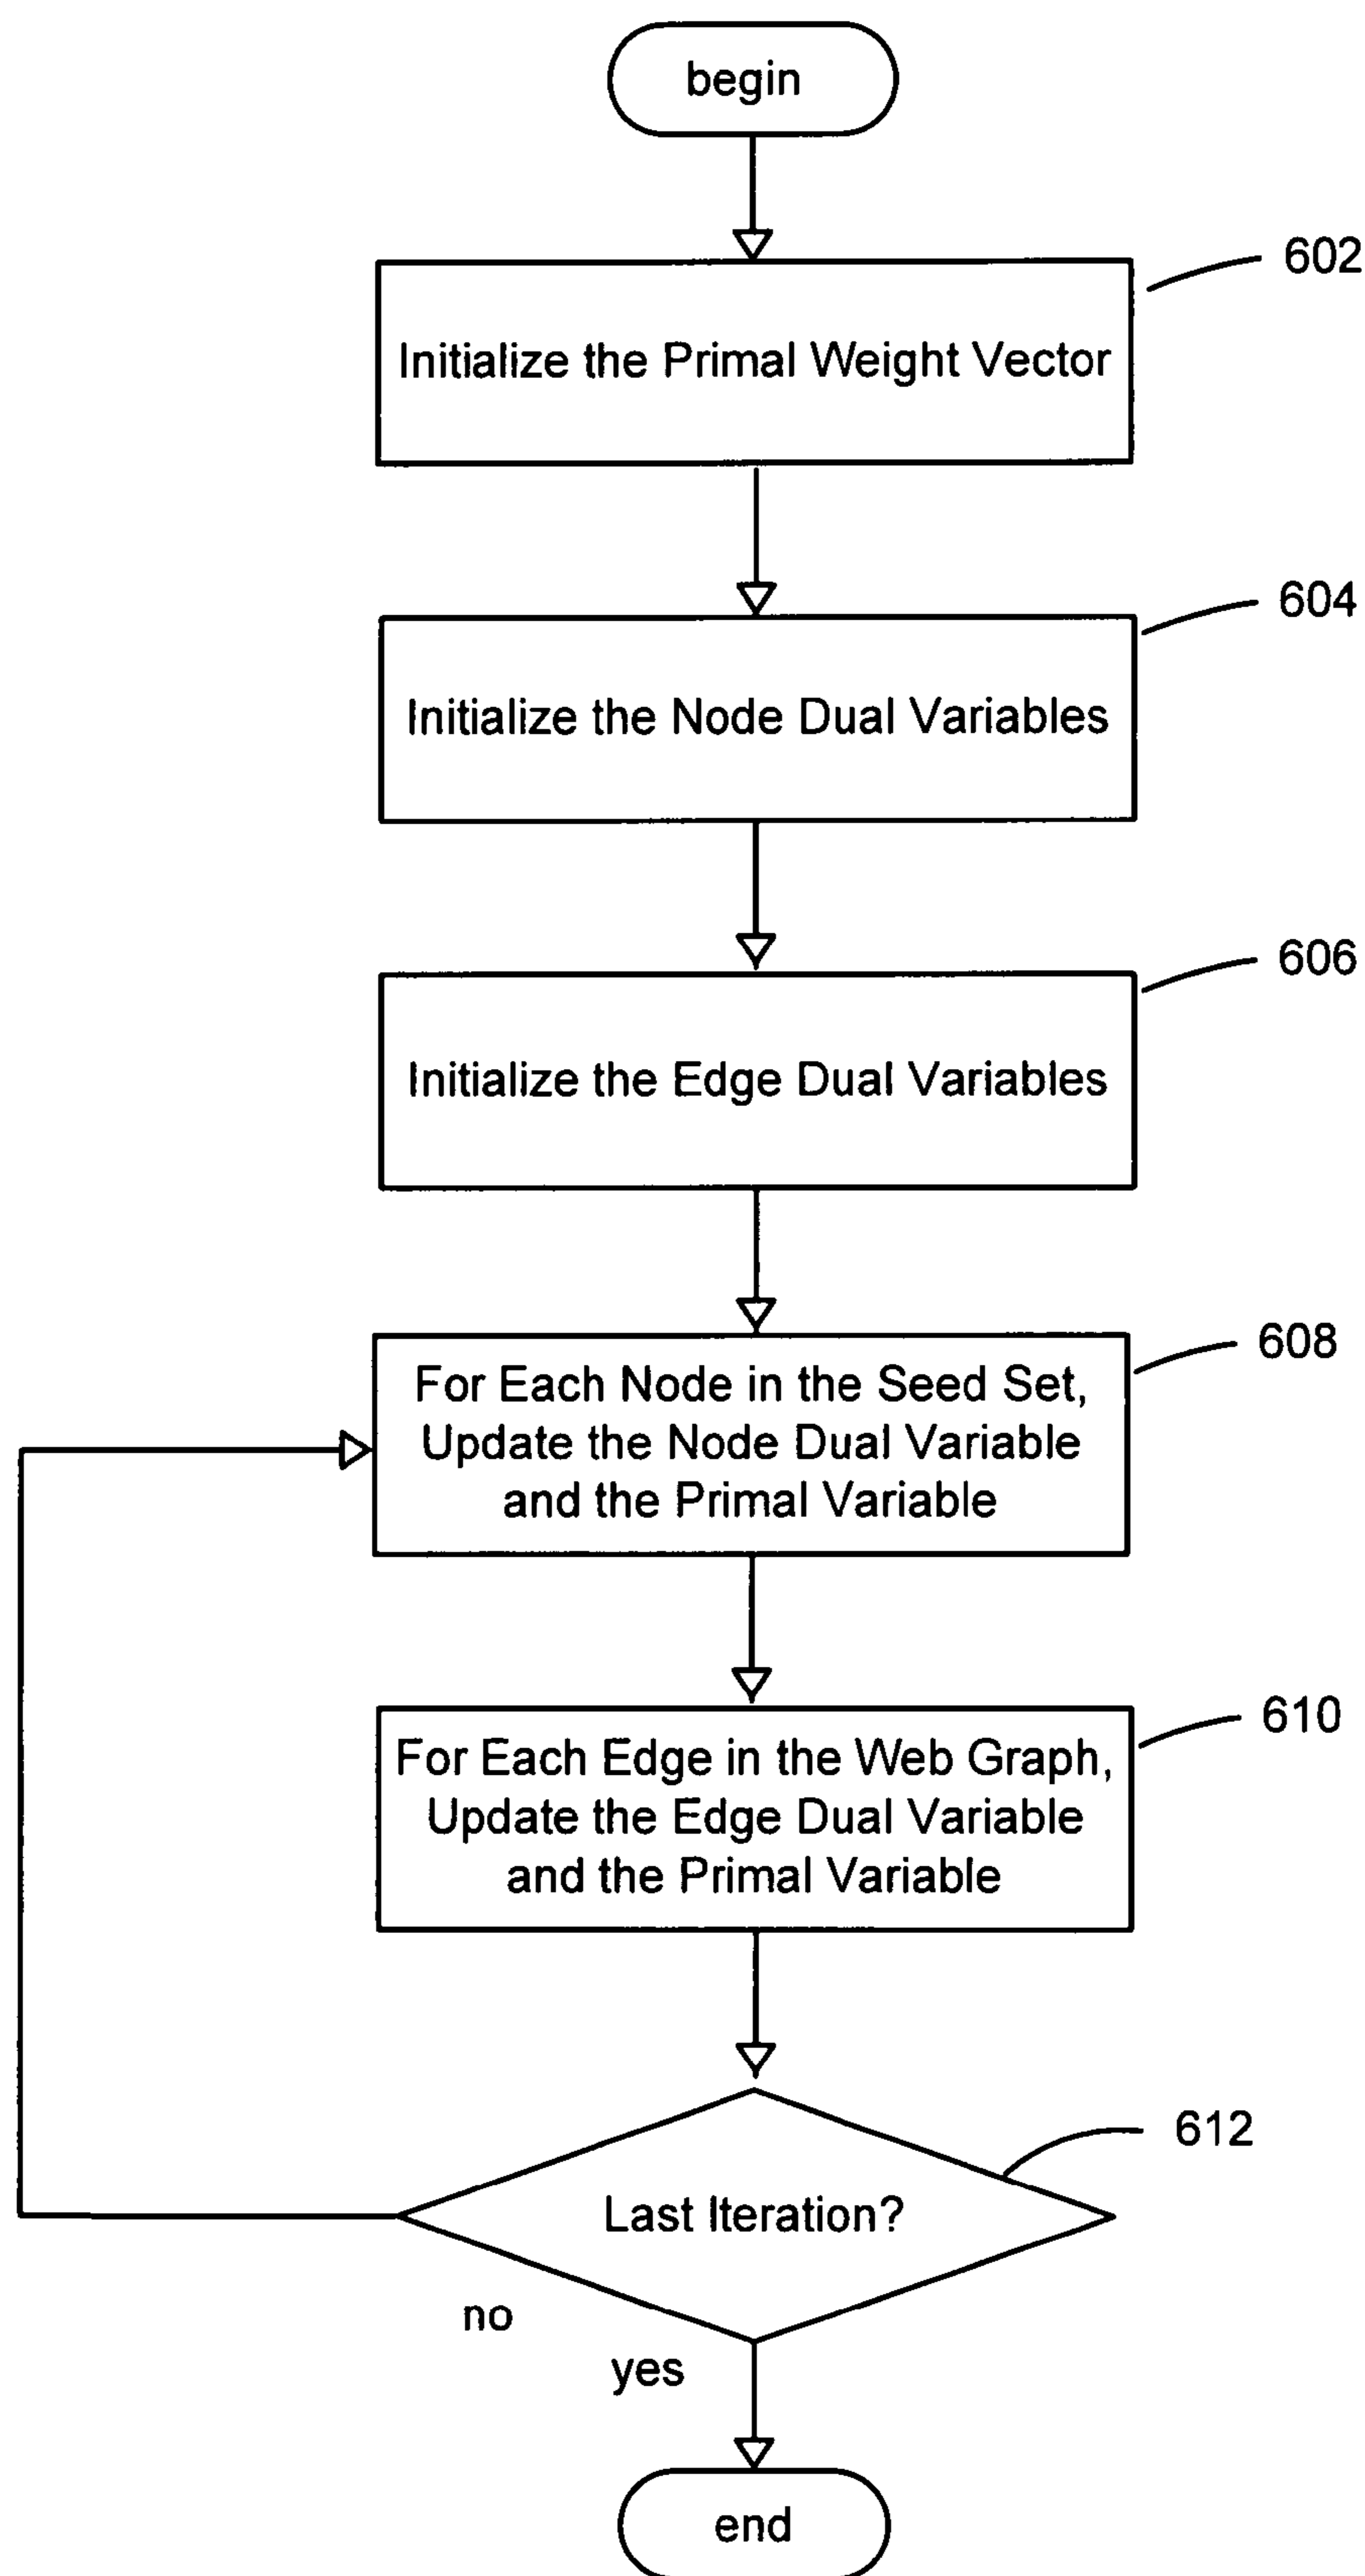 begin
602
Initialize the Primal Weight Vector
604
Initialize the Node Dual Variables
606
Initialize the Edge Dual Variables
608
For Each Node in the Seed Set,
Update the Node Dual Variable
and the Primal Variable
610
For Each Edge in the Web Graph,
Update the Edge Dual Variable
and the Primal Variable
612
Last Iteration?
no
yes
end